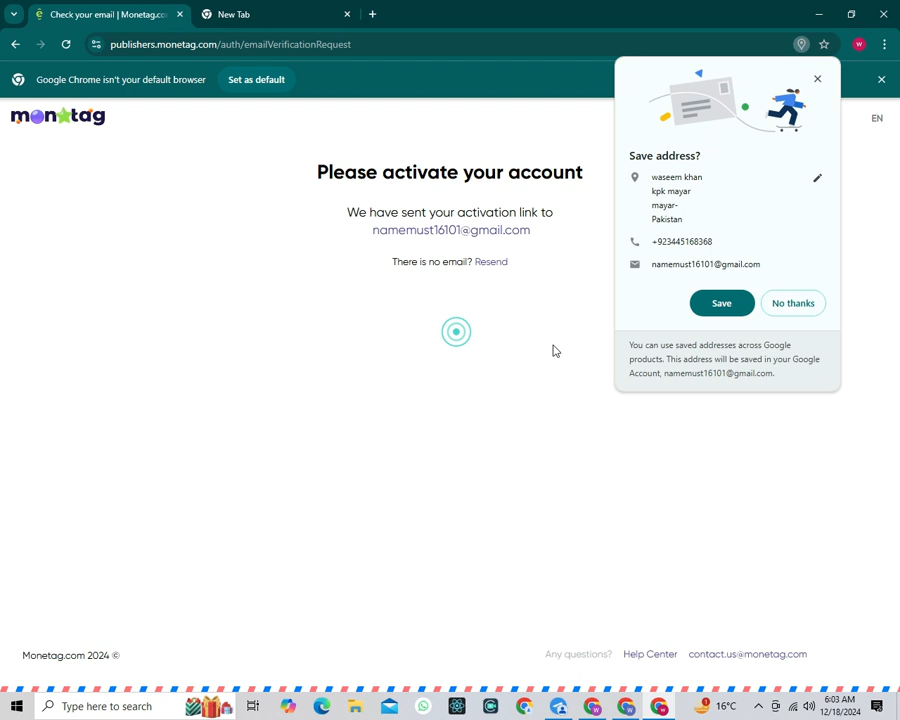 Check your email | Monetag.co
New Tab
publishers.monetag.com/auth/emailVerificationRequest
w
Google Chrome isn't your default browser
Set as default
monetag
EN
Please activate your account
We have sent your activation link to
namemust16101@gmail.com
There is no email? Resend
Save address?
waseem khan
kpk mayar
mayar-
Pakistan
+923445168368
namemust16101@gmail.com
Save
No thanks
You can use saved addresses across Google
products. This address will be saved in your Google
Account, namemust16101@gmail.com.
Monetag.com 2024 ©
Any questions?
Help Center
contact.us@monetag.com
Type here to search
16°C
6:03 AM
12/18/2024